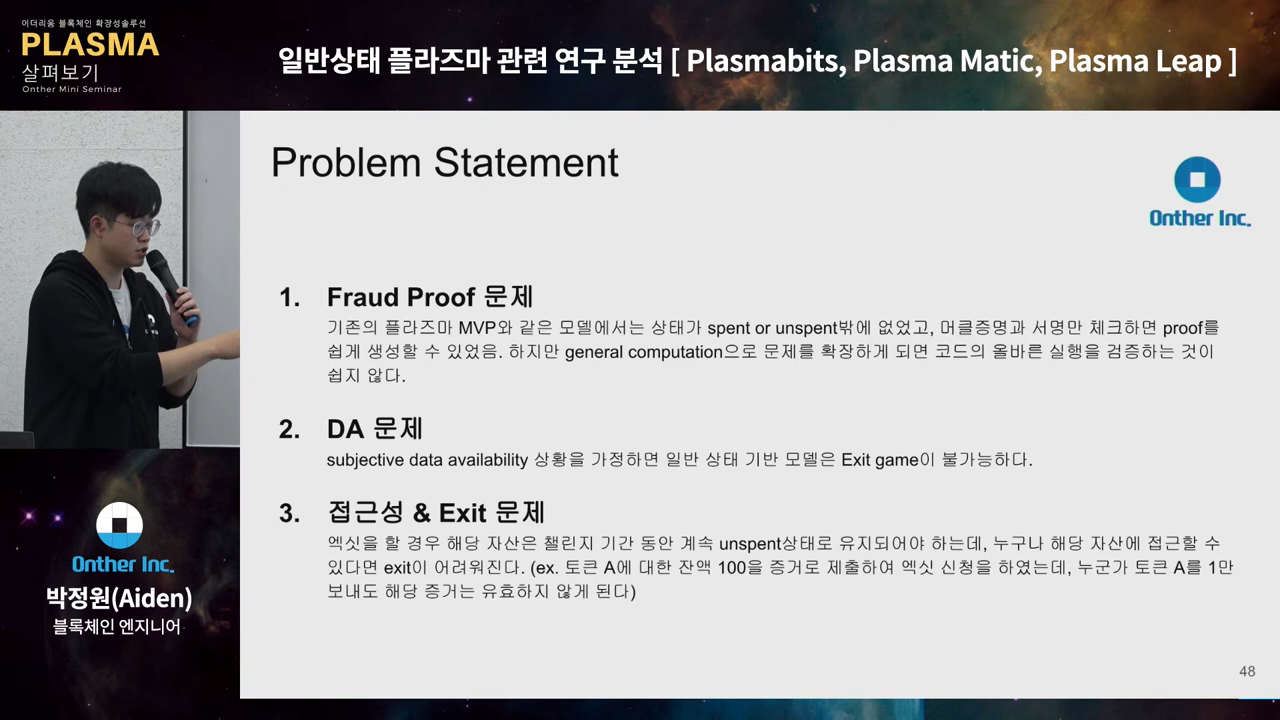 이더리움 블록체인 확장성솔루션
PLASMA
살펴보기
Onther Mini Seminar
일반상태 플라즈마 관련 연구 분석 [ Plasmabits, Plasma Matic, Plasma Leap ]
Problem Statement
Onther Inc.
1. Fraud Proof 문제
기존의 플라즈마 MVP와 같은 모델에서는 상태가 spent or unspent밖에 없었고, 머클증명과 서명만 체크하면 proof를
쉽게 생성할 수 있었음. 하지만 general computation으로 문제를 확장하게 되면 코드의 올바른 실행을 검증하는 것이
쉽지 않다.
2. DA 문제
subjective data availability 상황을 가정하면 일반 상태 기반 모델은 Exit game이 불가능하다.
3. 접근성 & Exit 문제
엑싯을 할 경우 해당 자산은 챌린지 기간 동안 계속 unspent상태로 유지되어야 하는데, 누구나 해당 자산에 접근할 수
있다면 exit이 어려워진다. (ex. 토큰 A에 대한 잔액 100을 증거로 제출하여 엑싯 신청을 하였는데, 누군가 토큰 A를 1만
보내도 해당 증거는 유효하지 않게 된다)
48
Onther Inc.
박정원(Aiden)
블록체인 엔지니어